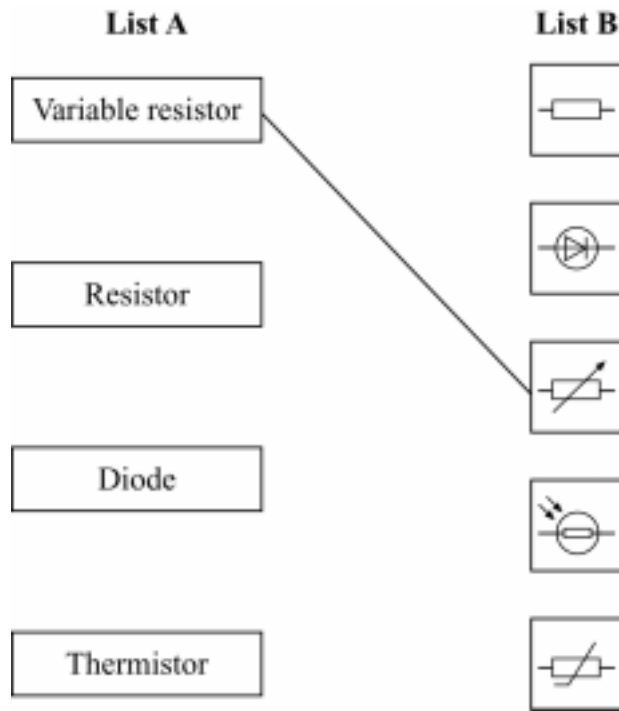 List A
List B
Variable resistor
Resistor
Diode
Thermistor